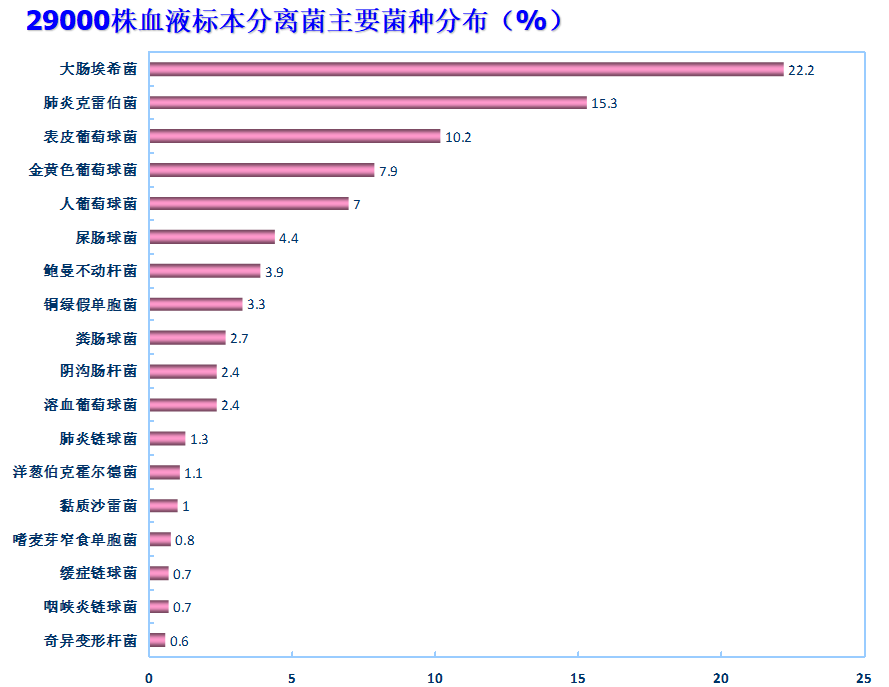 29000株血液标本分离菌主要菌种分布（%）
大肠埃希菌 22.2
肺炎克雷伯菌 15.3
表皮葡萄球菌 10.2
金黄色葡萄球菌 7.9
人葡萄球菌 7
屎肠球菌 4.4
鲍曼不动杆菌 3.9
铜绿假单胞菌 3.3
粪肠球菌 2.7
阴沟肠杆菌 2.4
溶血葡萄球菌 2.4
肺炎链球菌 1.3
洋葱伯克霍尔德菌 1.1
黏质沙雷菌 1
嗜麦芽窄食单胞菌 0.8
缓症链球菌 0.7
咽峡炎链球菌 0.7
奇异变形杆菌 0.6
0 5 10 15 20 25